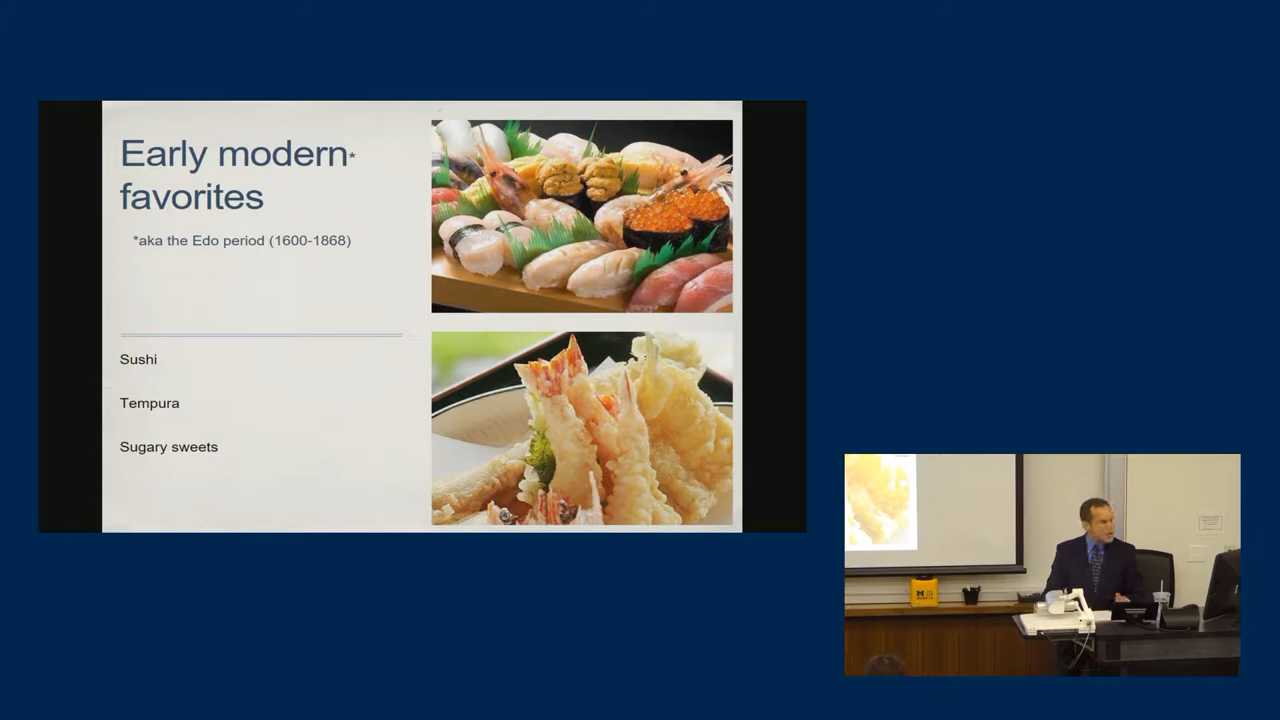 Early modern*
favorites
*aka the Edo period (1600-1868)
Sushi
Tempura
Sugary sweets
M